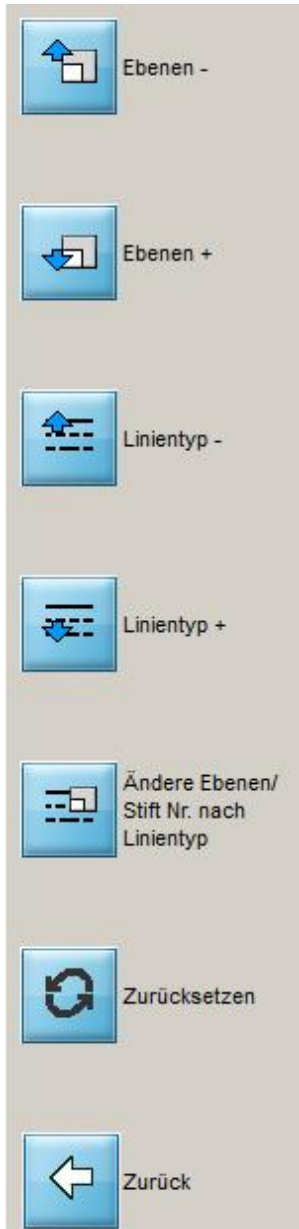 Ebenen -
Ebenen +
Linientyp -
Linientyp +
Ändere Ebenen/
Stift Nr. nach
Linientyp
Zurücksetzen
Zurück